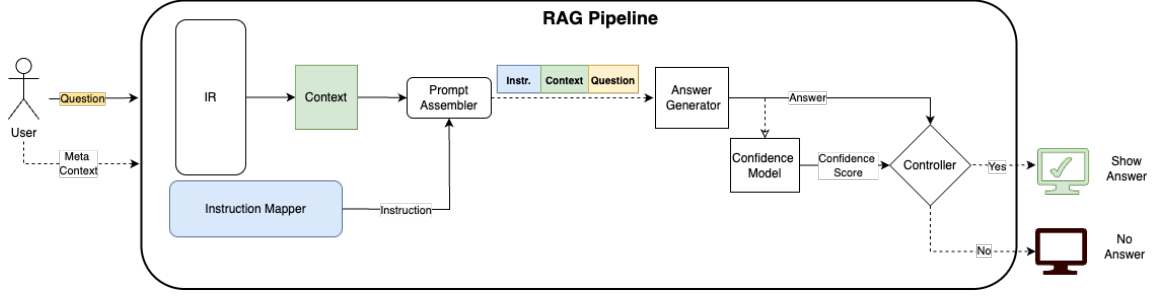 RAG Pipeline
User
Question
Meta
Context
IR
Instruction Mapper
Context
Instruction
Prompt
Assembler
Instr.
Context
Question
Answer
Generator
Answer
Confidence
Model
Confidence
Score
Controller
Yes
No
Show
Answer
No
Answer